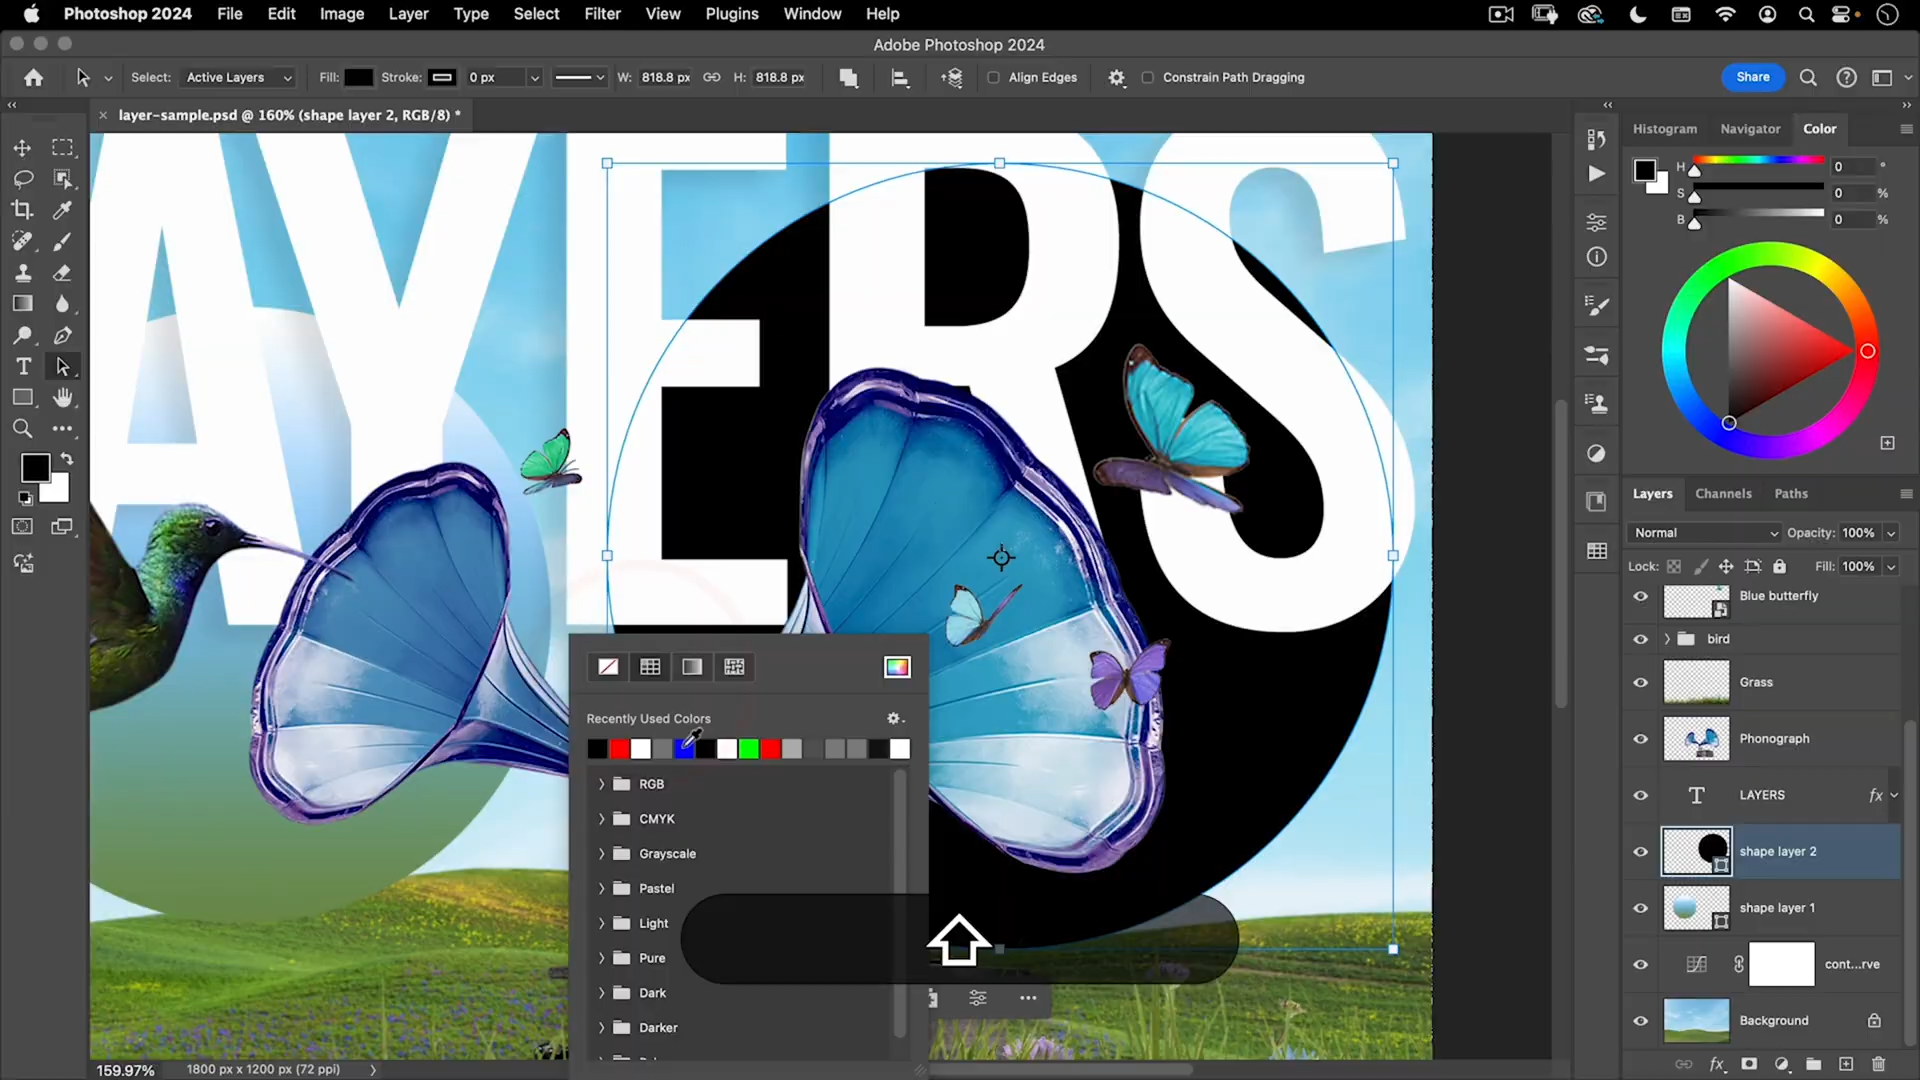 Photoshop 2024 File Edit Image Layer Type Select Filter View Plugins Window Help
Adobe Photoshop 2024
Select: Active Layers Fill: Stroke: 0 px W: 818.8 px H: 818.8 px Align Edges Constrain Path Dragging Share
× layer-sample.psd @ 160% (shape layer 2, RGB/8) *
Histogram Navigator Color
H 0 °
S 0 %
B 0 %
AYERS
Layers Channels Paths
Normal Opacity: 100%
Lock: Fill: 100%
Blue butterfly
bird
Grass
Phonograph
T LAYERS fx
shape layer 2
shape layer 1
cont...rve
Background
fx
Recently Used Colors
RGB
CMYK
Grayscale
Pastel
Light
Pure
Dark
Darker
159.97% 1800 px x 1200 px (72 ppi)